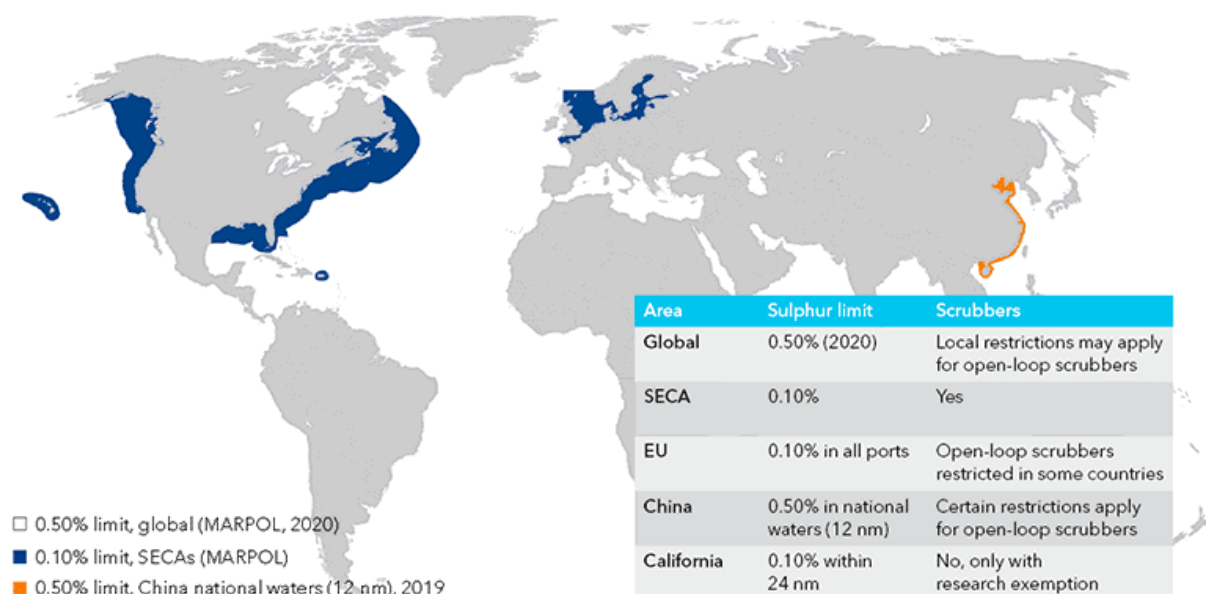 Area Sulphur limit Scrubbers
Global 0.50% (2020) Local restrictions may apply
for open-loop scrubbers
SECA 0.10% Yes
EU 0.10% in all ports Open-loop scrubbers
restricted in some countries
China 0.50% in national Certain restrictions apply
waters (12 nm) for open-loop scrubbers
California 0.10% within No, only with
24 nm research exemption
0.50% limit, global (MARPOL, 2020)
0.10% limit, SECAs (MARPOL)
0.50% limit, China national waters (12 nm), 2019